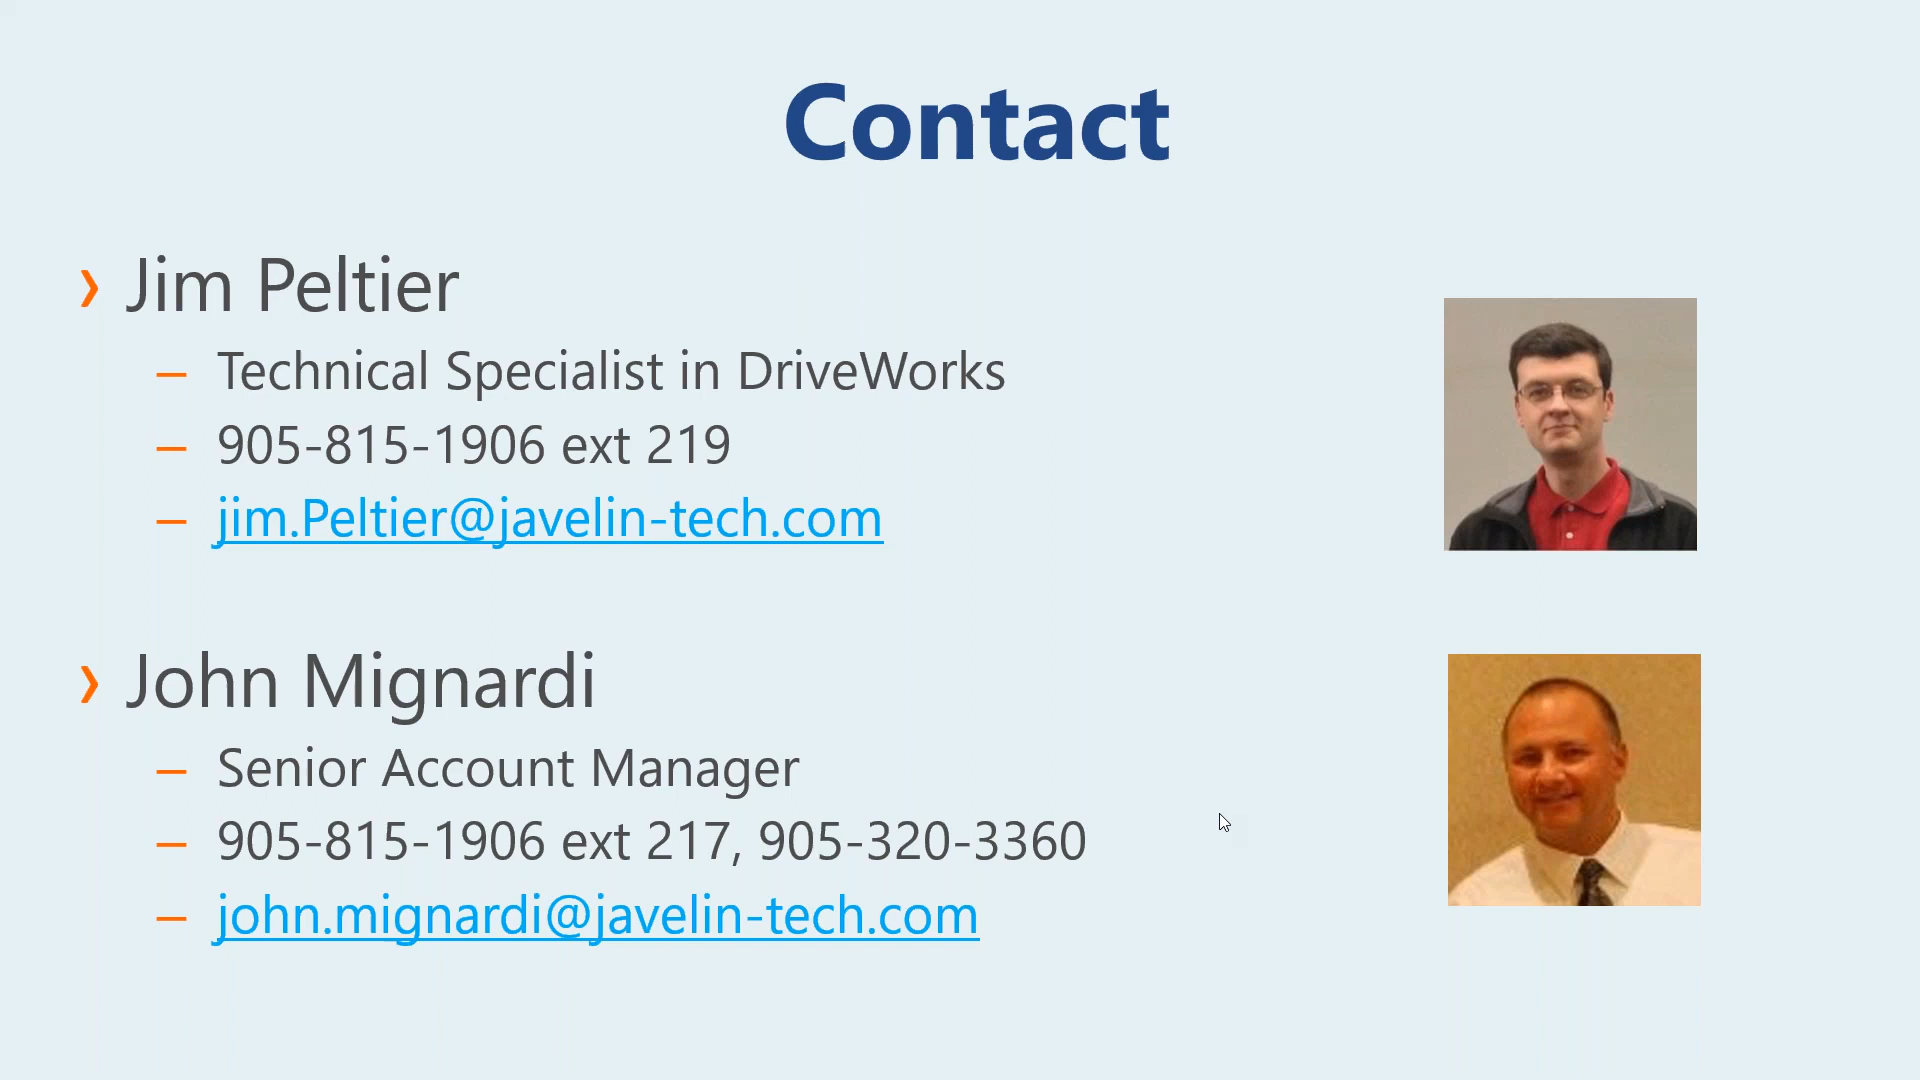 Contact
Jim Peltier
Technical Specialist in DriveWorks
905-815-1906 ext 219
jim.Peltier@javelin-tech.com
John Mignardi
Senior Account Manager
905-815-1906 ext 217, 905-320-3360
john.mignardi@javelin-tech.com